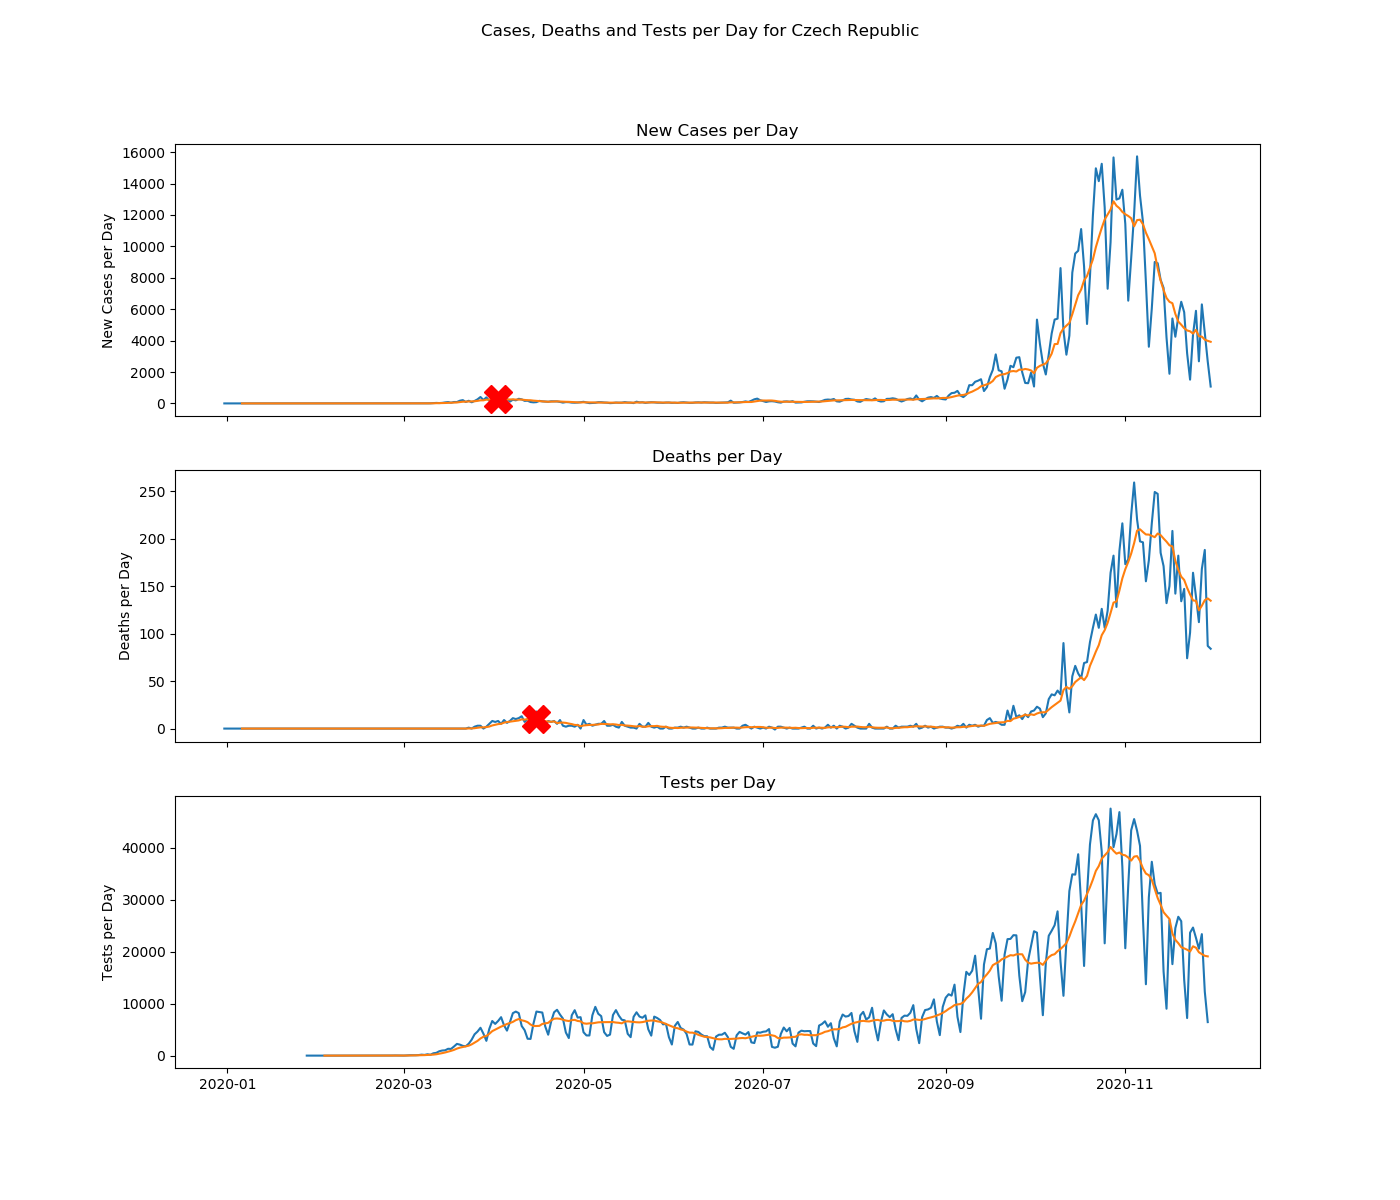 Cases, Deaths and Tests per Day for Czech Republic
New Cases per Day
New Cases per Day
16000
14000
12000
10000
8000
6000
4000
2000
0
Deaths per Day
Deaths per Day
250
200
150
100
50
0
Tests per Day
Tests per Day
40000
30000
20000
10000
0
2020-01 2020-03 2020-05 2020-07 2020-09 2020-11